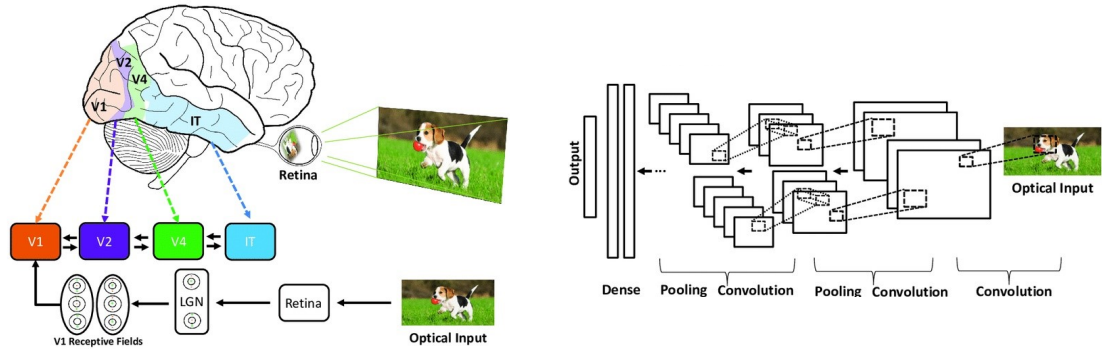 V2
V4
V1
IT
Retina
V1
V2
V4
IT
LGN
Retina
V1 Receptive Fields
Optical Input
Output
Optical Input
Dense
Pooling
Convolution
Pooling
Convolution
Convolution